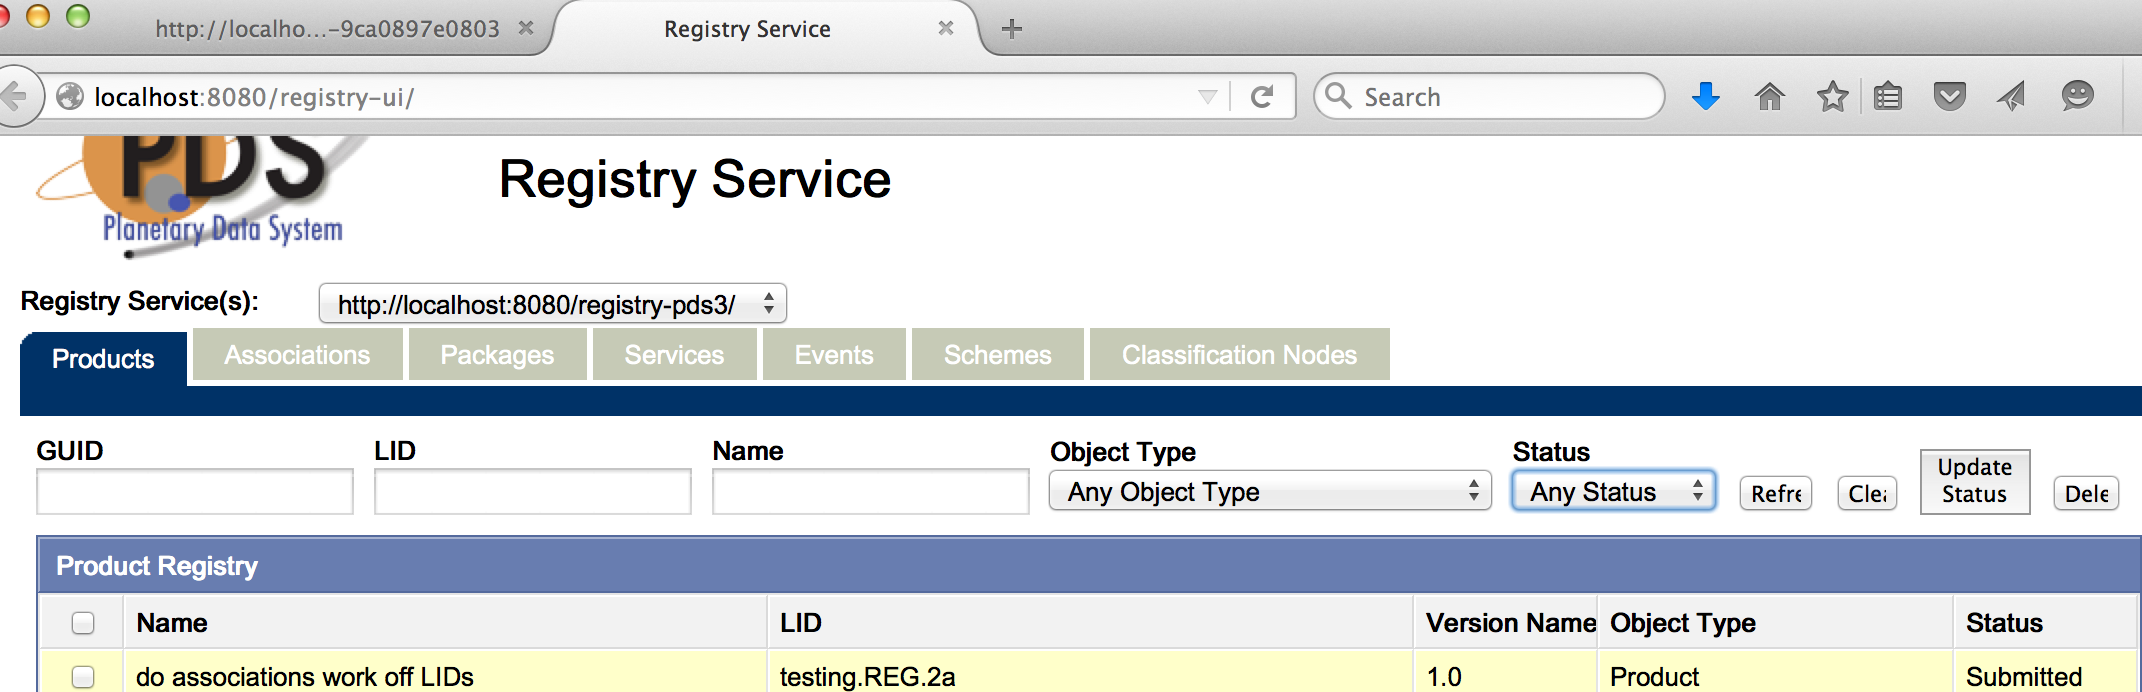 http://localho...-9ca0897e0803
Registry Service
localhost:8080/registry-ui/
Search
PDS
Planetary Data System
Registry Service
Registry Service(s):
http://localhost:8080/registry-pds3/
Products Associations Packages Services Events Schemes Classification Nodes
GUID LID Name Object Type Status
Any Object Type Any Status Refre Clea Update Status Dele
Product Registry
Name LID Version Name Object Type Status
do associations work off LIDs testing.REG.2a 1.0 Product Submitted